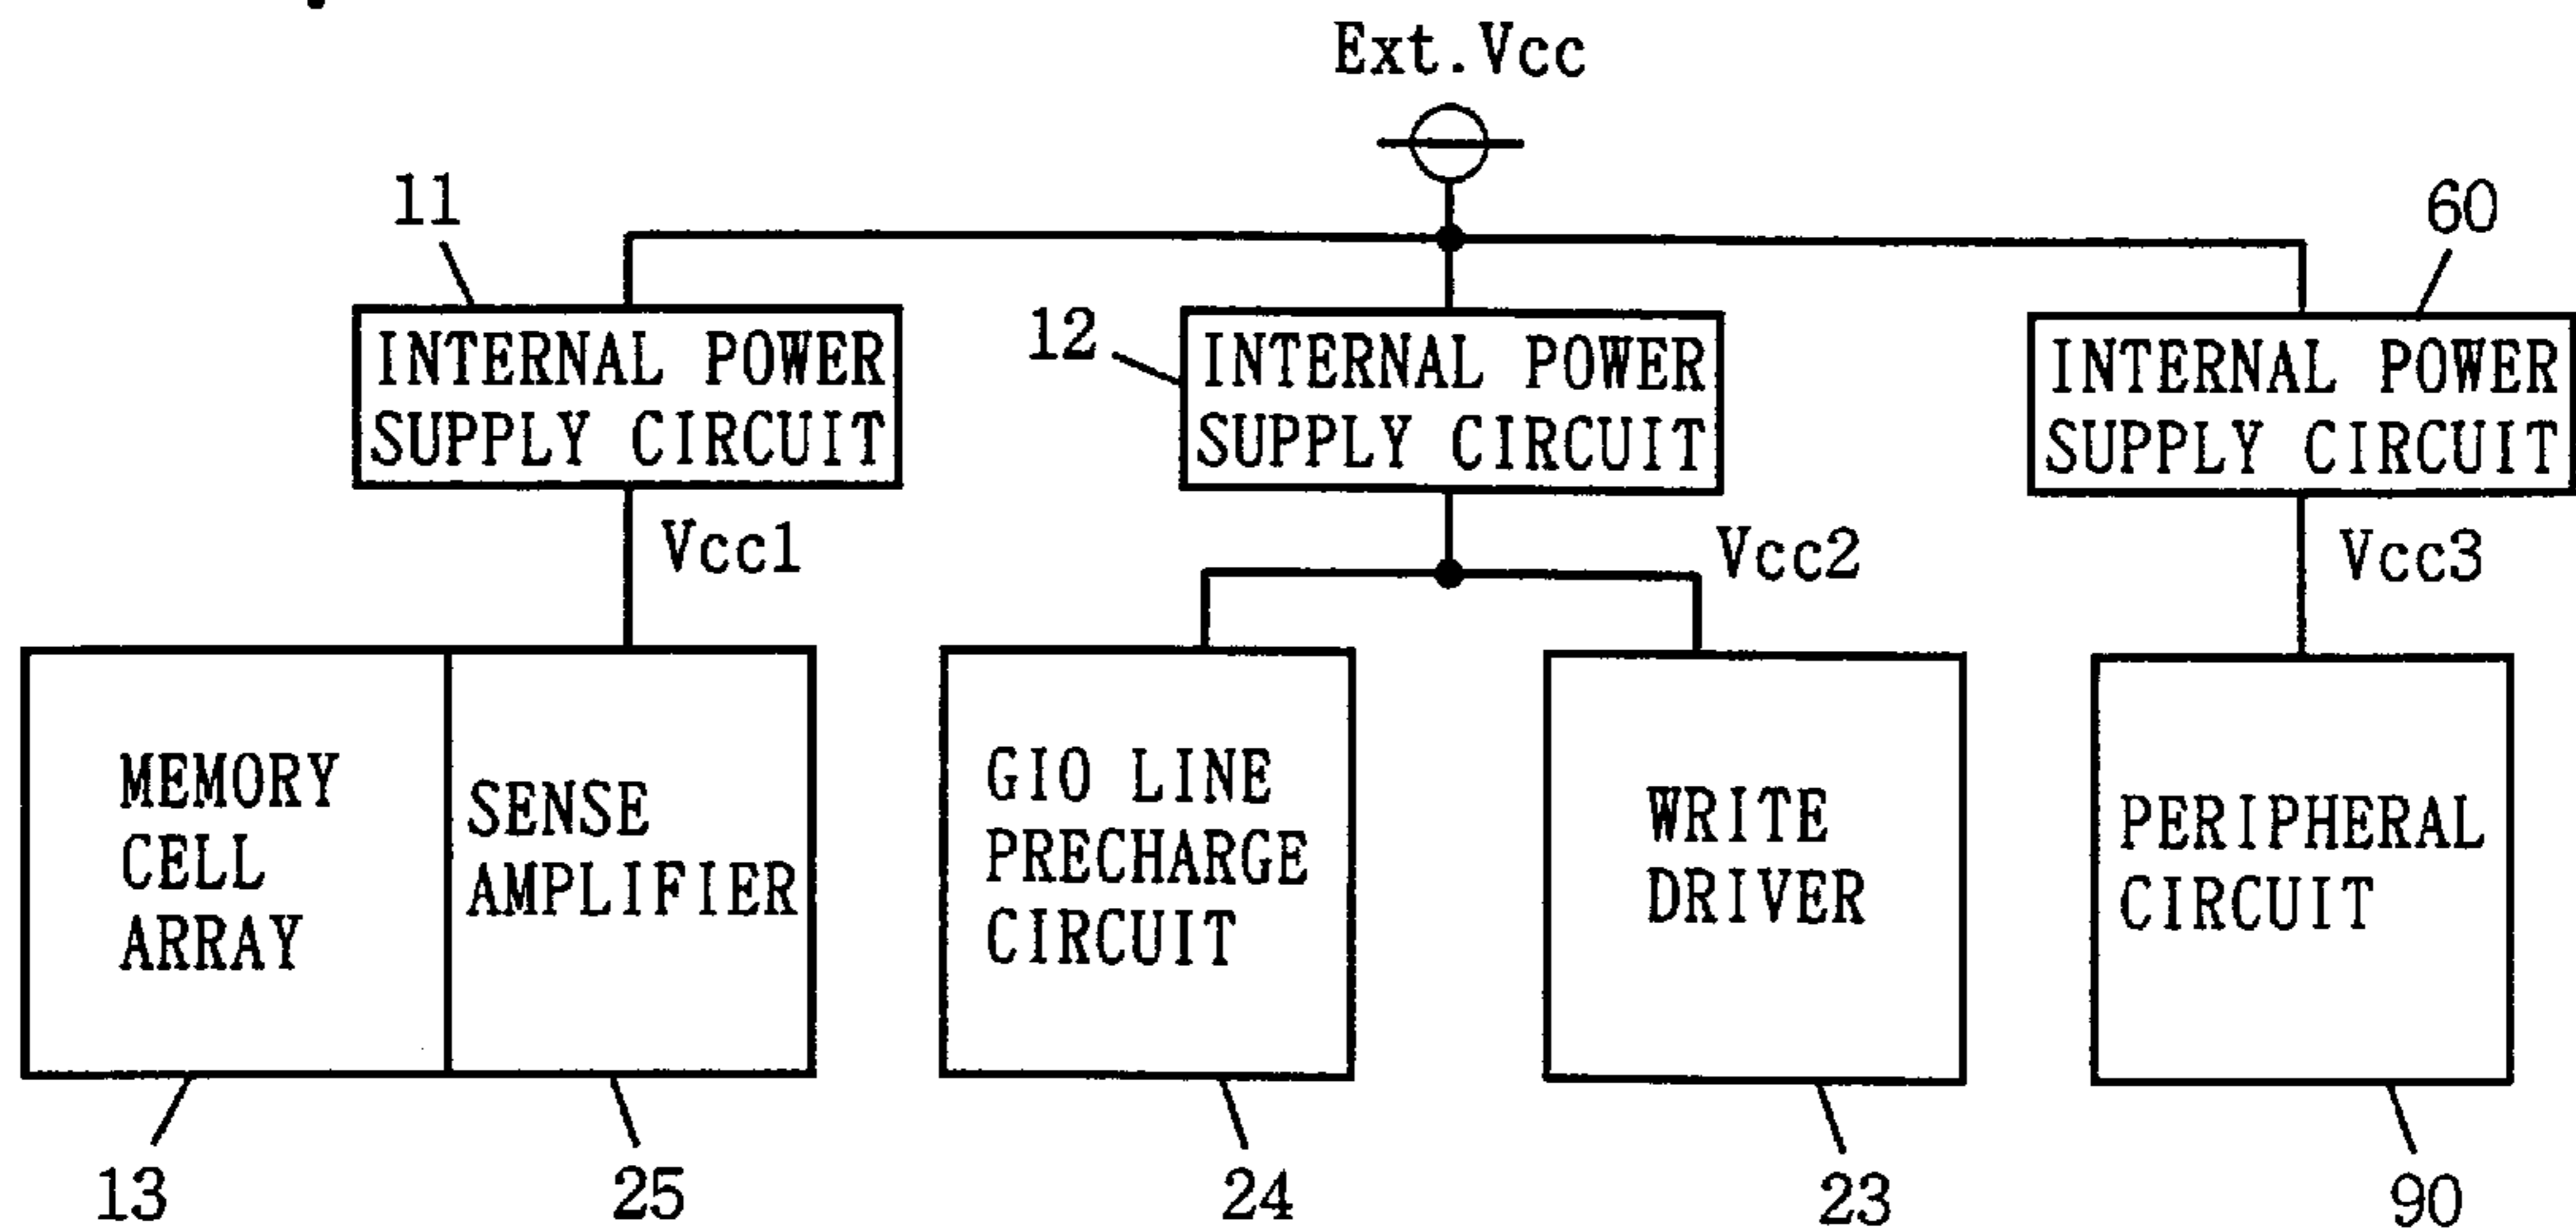 Ext.Vcc
11
60
INTERNAL POWER
SUPPLY CIRCUIT
12
INTERNAL POWER
SUPPLY CIRCUIT
INTERNAL POWER
SUPPLY CIRCUIT
Vcc1
Vcc2
Vcc3
MEMORY
CELL
ARRAY
SENSE
AMPLIFIER
GIO LINE
PRECHARGE
CIRCUIT
WRITE
DRIVER
PERIPHERAL
CIRCUIT
13
25
24
23
90